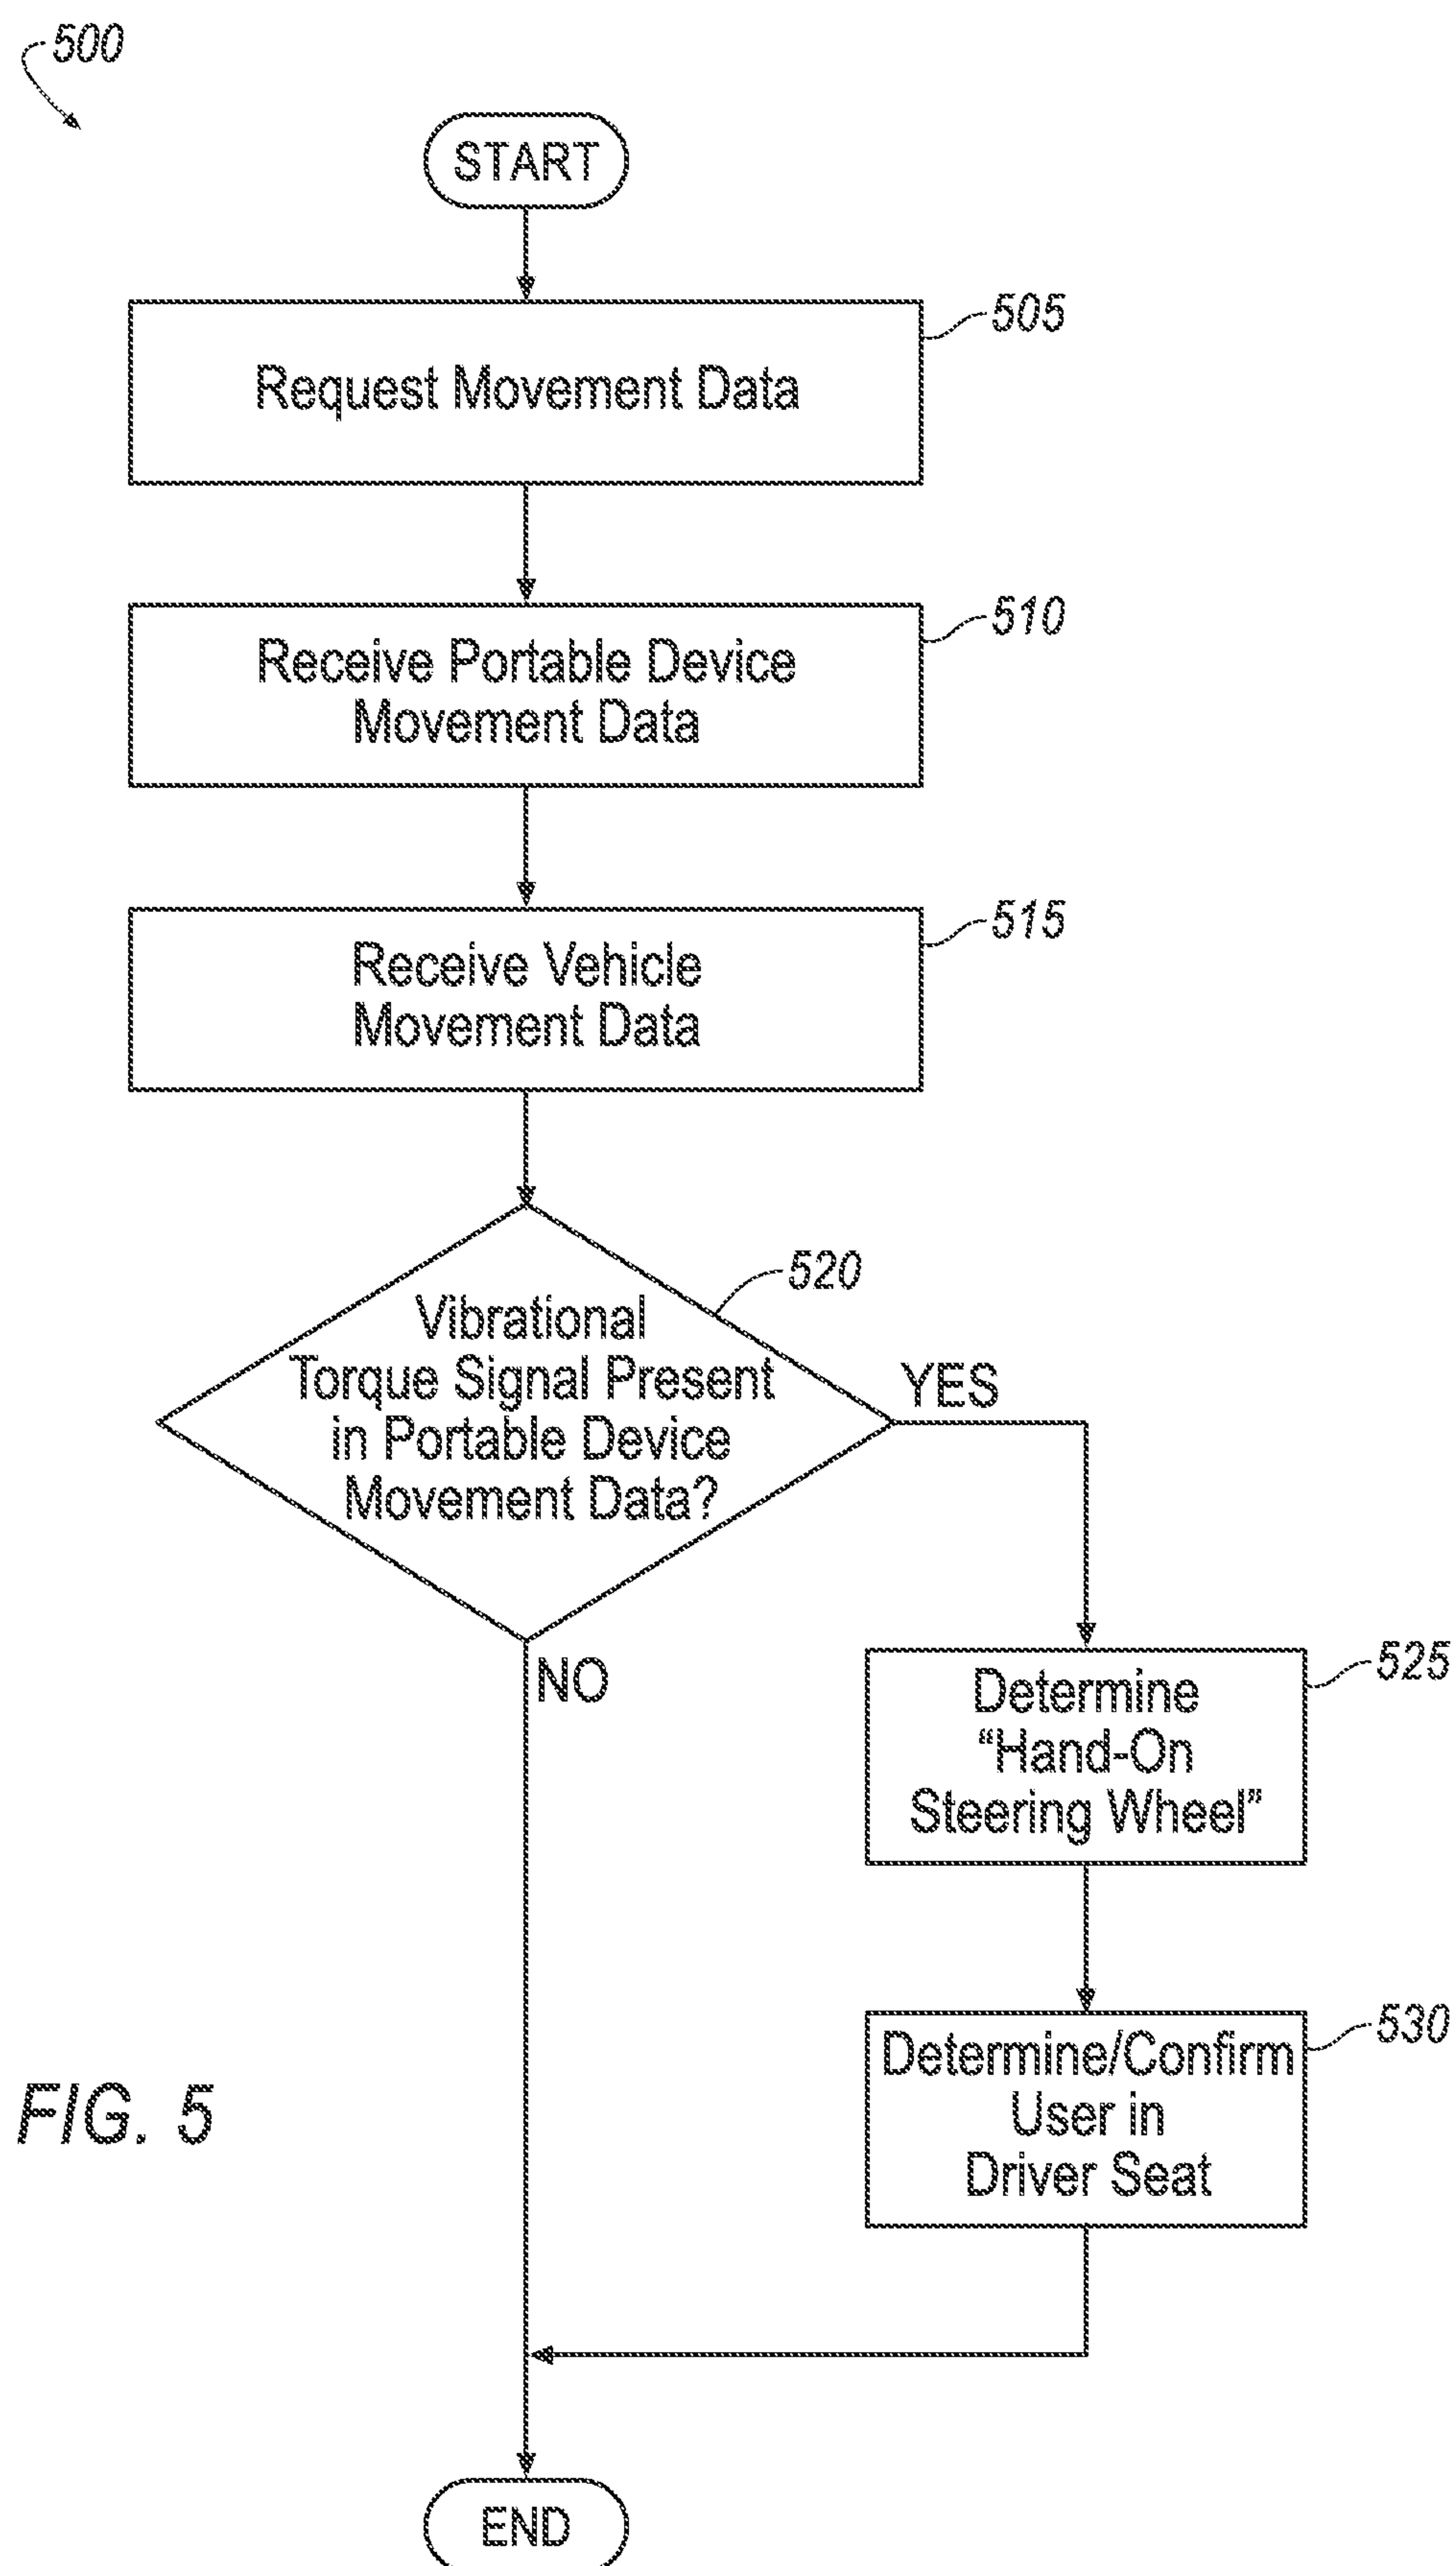 500
START
505
Request Movement Data
510
Receive Portable Device
Movement Data
515
Receive Vehicle
Movement Data
520
Vibrational
Torque Signal Present
in Portable Device
Movement Data?
YES
NO
525
Determine
“Hand-On
Steering Wheel”
530
Determine/Confirm
User in
Driver Seat
FIG. 5
END